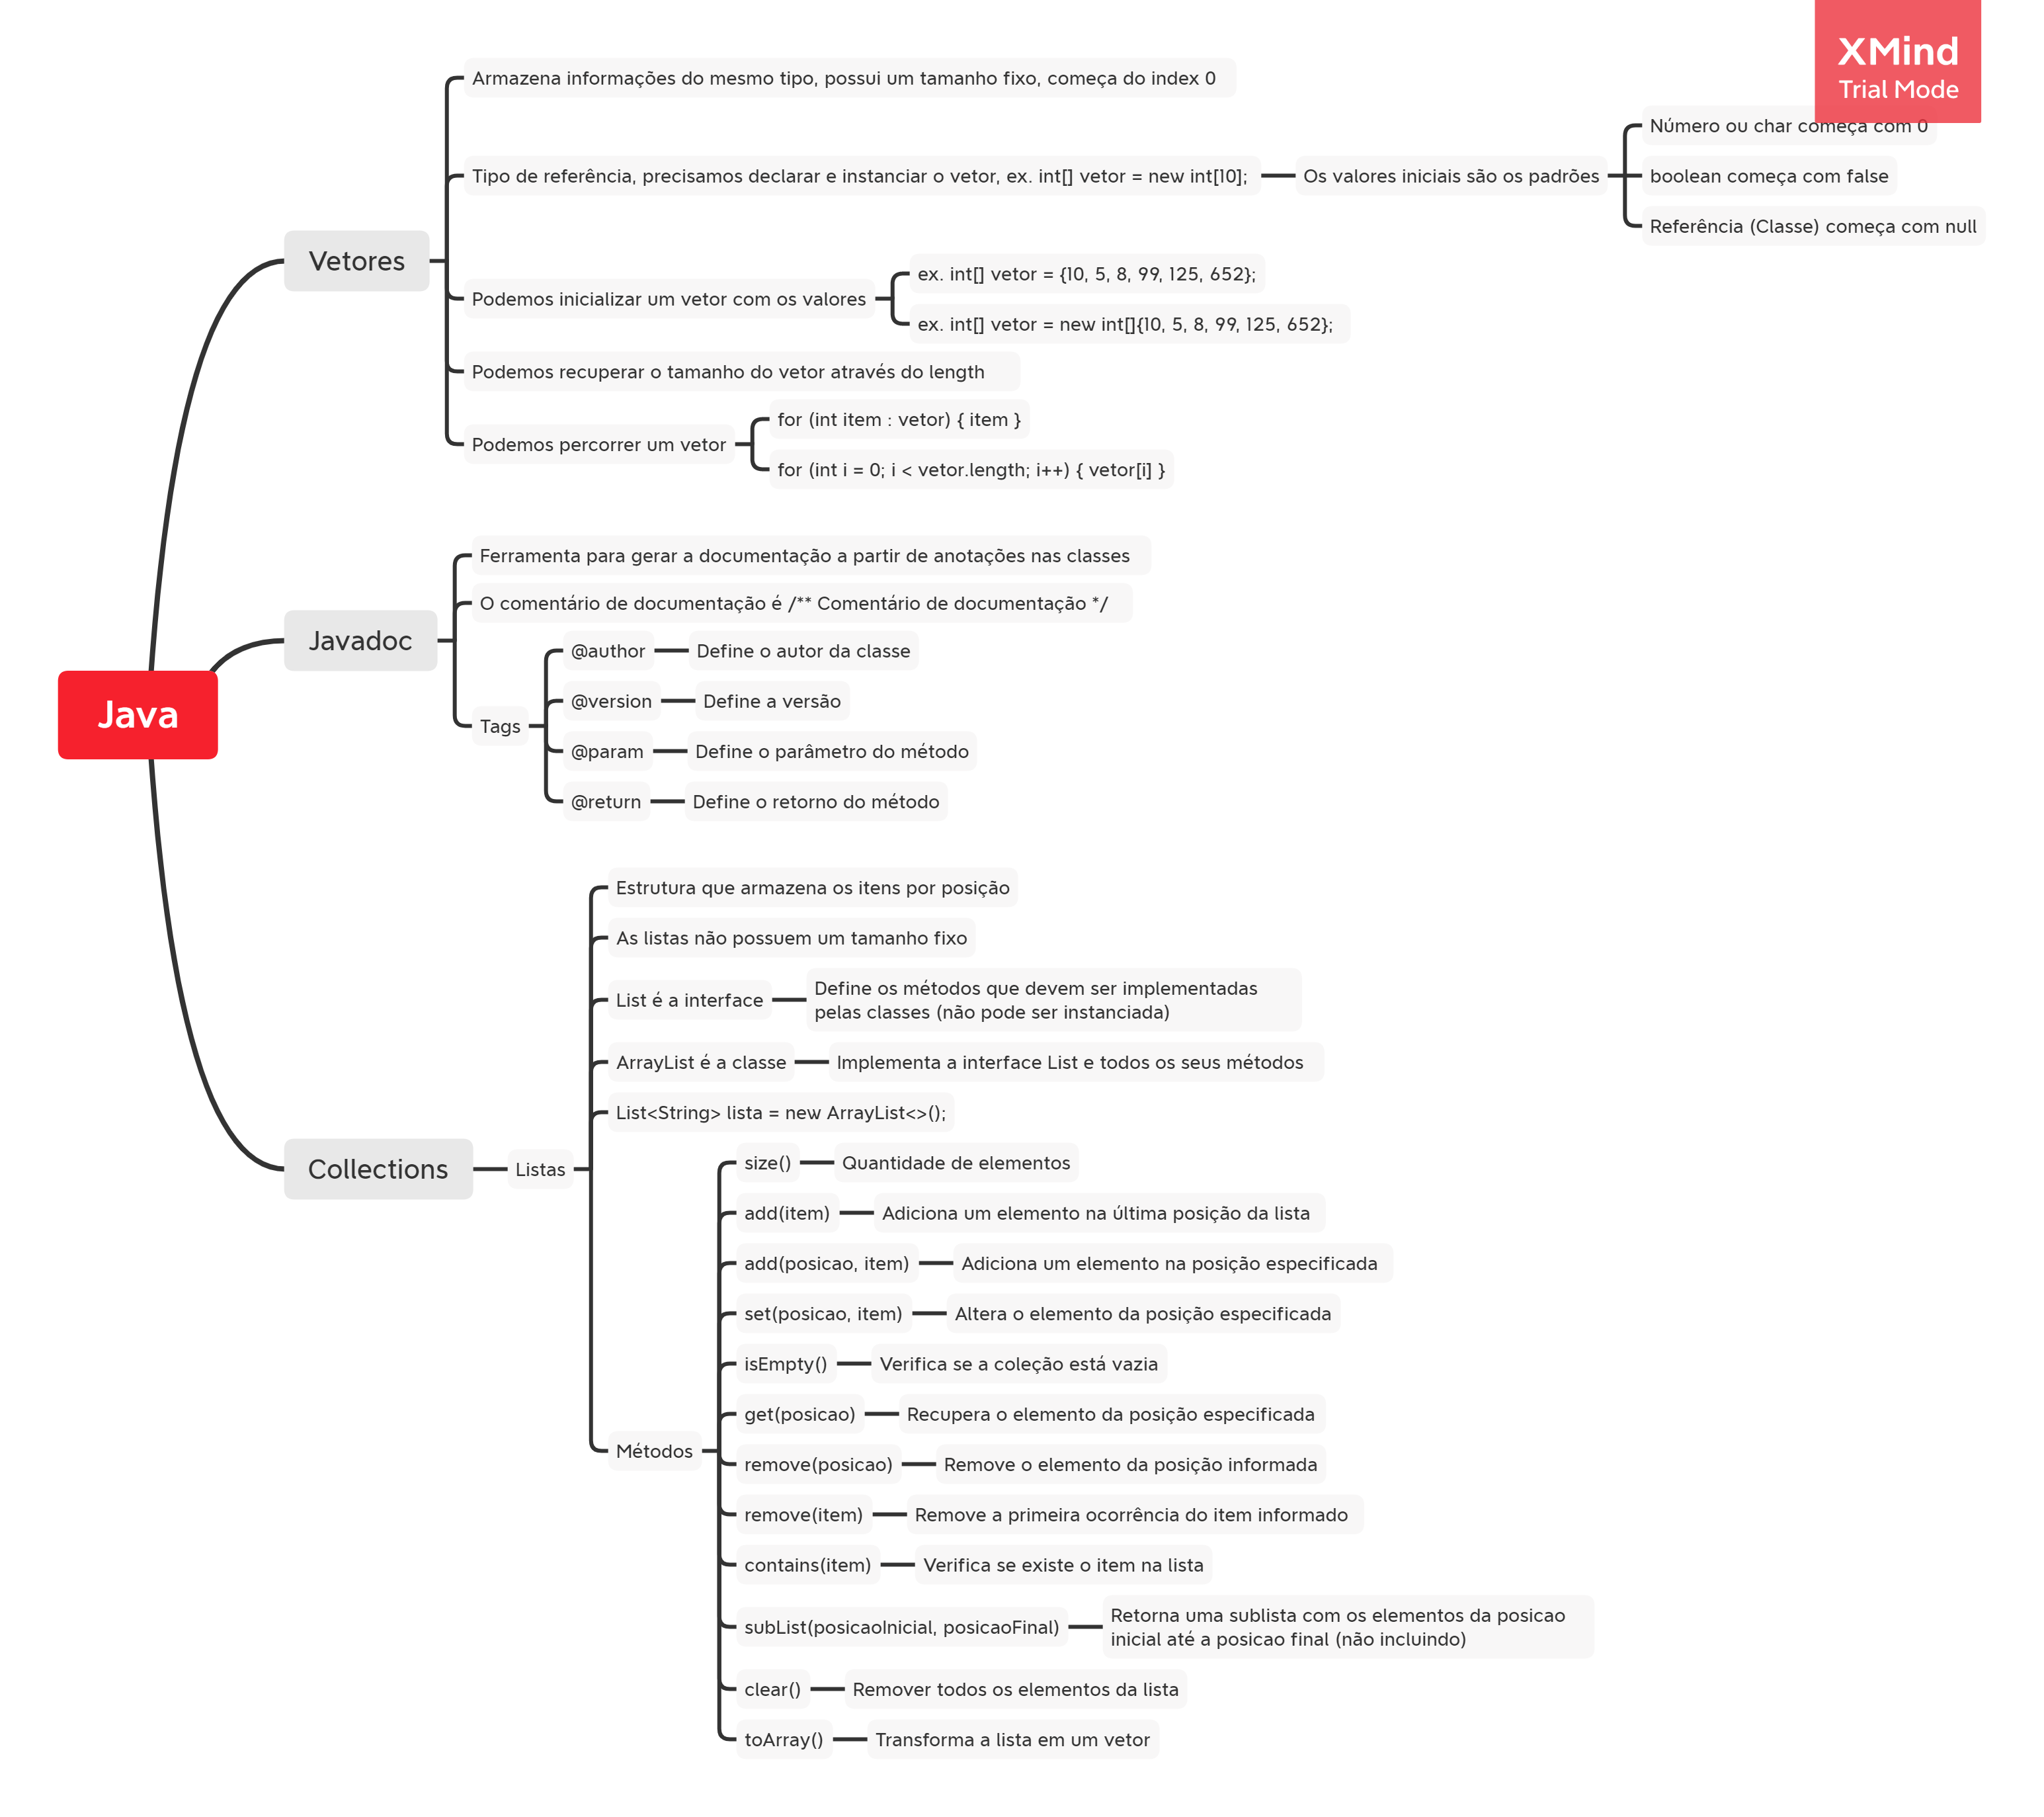 XMind
Trial Mode
Java
Vetores
Armazena informações do mesmo tipo, possui um tamanho fixo, começa do index 0
Tipo de referência, precisamos declarar e instanciar o vetor, ex. int[] vetor = new int[10];
Os valores iniciais são os padrões
Número ou char começa com 0
boolean começa com false
Referência (Classe) começa com null
Podemos inicializar um vetor com os valores
ex. int[] vetor = {10, 5, 8, 99, 125, 652};
ex. int[] vetor = new int[]{10, 5, 8, 99, 125, 652};
Podemos recuperar o tamanho do vetor através do length
Podemos percorrer um vetor
for (int item : vetor) { item }
for (int i = 0; i < vetor.length; i++) { vetor[i] }
Javadoc
Ferramenta para gerar a documentação a partir de anotações nas classes
O comentário de documentação é /** Comentário de documentação */
Tags
@author
Define o autor da classe
@version
Define a versão
@param
Define o parâmetro do método
@return
Define o retorno do método
Collections
Listas
Estrutura que armazena os itens por posição
As listas não possuem um tamanho fixo
List é a interface
Define os métodos que devem ser implementadas
pelas classes (não pode ser instanciada)
ArrayList é a classe
Implementa a interface List e todos os seus métodos
List<String> lista = new ArrayList<>();
Métodos
size()
Quantidade de elementos
add(item)
Adiciona um elemento na última posição da lista
add(posicao, item)
Adiciona um elemento na posição especificada
set(posicao, item)
Altera o elemento da posição especificada
isEmpty()
Verifica se a coleção está vazia
get(posicao)
Recupera o elemento da posição especificada
remove(posicao)
Remove o elemento da posição informada
remove(item)
Remove a primeira ocorrência do item informado
contains(item)
Verifica se existe o item na lista
subList(posicaoInicial, posicaoFinal)
Retorna uma sublista com os elementos da posicao
inicial até a posicao final (não incluindo)
clear()
Remover todos os elementos da lista
toArray()
Transforma a lista em um vetor